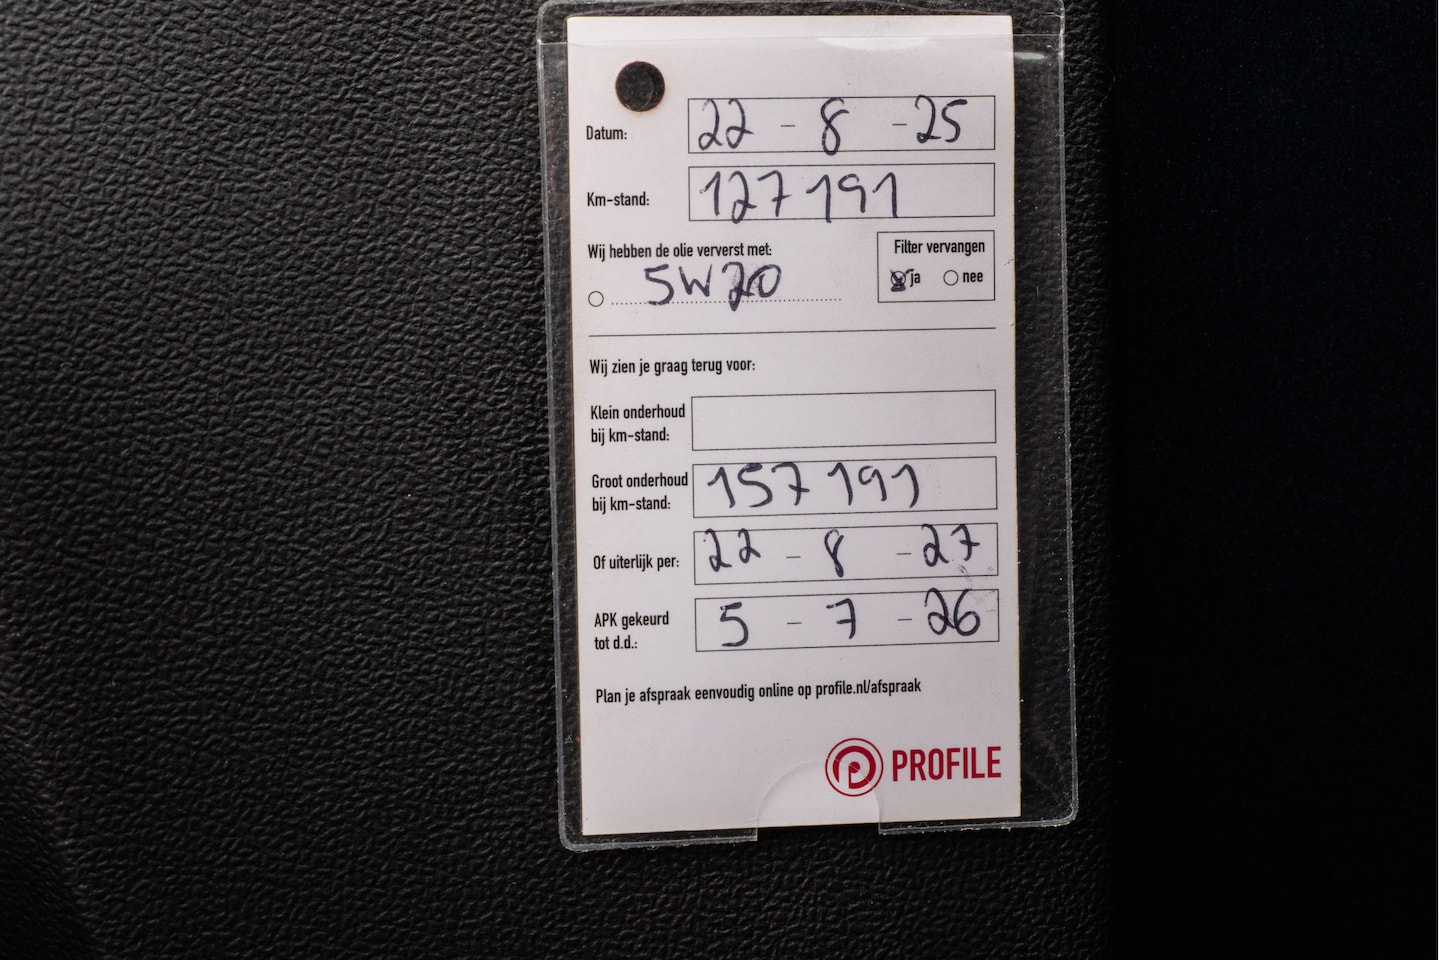 Datum: 22 - 8 - 25
Km-stand: 127191
Wij hebben de olie ververst met:
5W20
Filter vervangen
ja nee
Wij zien je graag terug voor:
Klein onderhoud
bij km-stand:
Groot onderhoud
bij km-stand: 157191
Of uiterlijk per: 22 - 8 - 27
APK gekeurd
tot d.d.: 5 - 7 - 26
Plan je afspraak eenvoudig online op profile.nl/afspraak
PROFILE